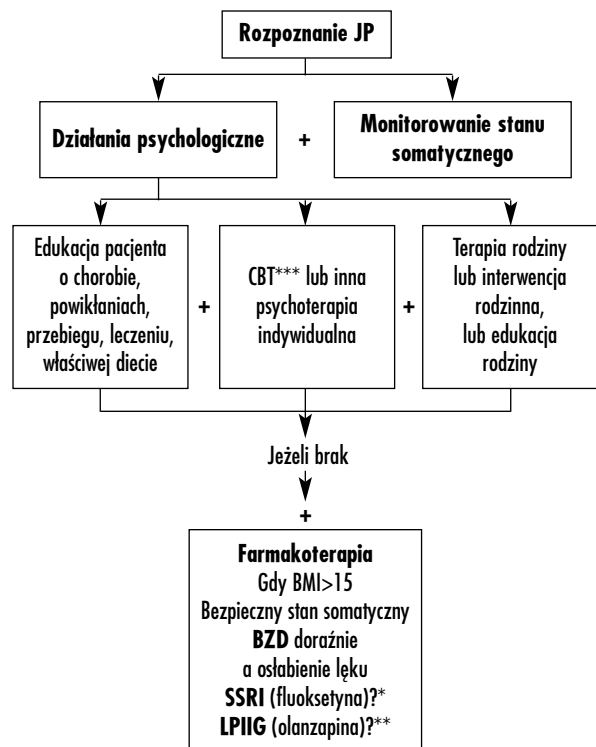 Rozpoznanie JP
Działania psychologiczne
+
Monitorowanie stanu
somatycznego
Edukacja pacjenta
o chorobie,
powikłaniach,
przebiegu, leczeniu,
właściwej diecie
+
CBT*** lub inna
psychoterapia
indywidualna
+
Terapia rodziny
lub interwencja
rodzinna,
lub edukacja
rodziny
Jeżeli brak
+
Farmakoterapia
Gdy BMI>15
Bezpieczny stan somatyczny
BZD doraźnie
a osłabienie lęku
SSRI (fluoksetyna)?*
LPIIG (olanzapina)?**